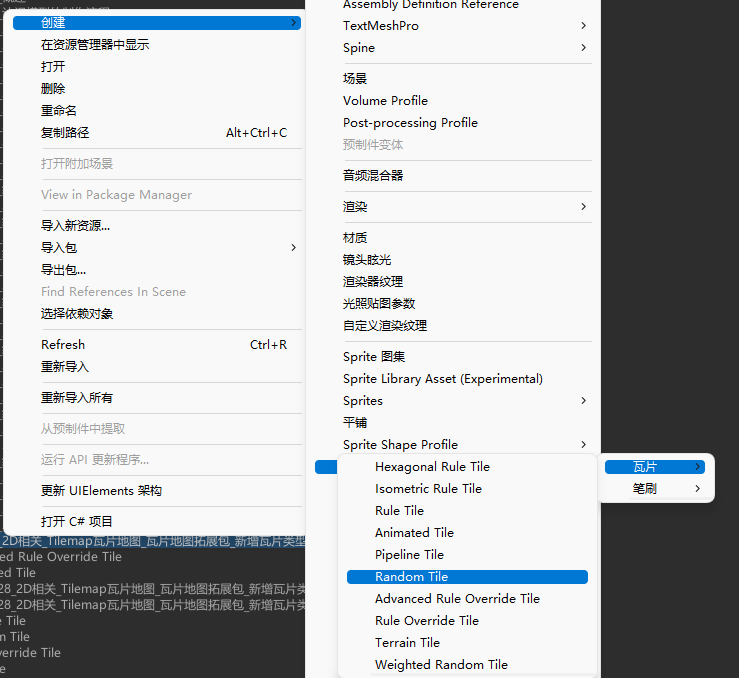 创建
在资源管理器中显示
打开
删除
重命名
复制路径 Alt+Ctrl+C
打开附加场景
View in Package Manager
导入新资源...
导入包
导出包...
Find References In Scene
选择依赖对象
Refresh Ctrl+R
重新导入
重新导入所有
从预制件中提取
运行 API 更新程序...
更新 UIElements 架构
打开 C# 项目
Assembly Definition Reference
TextMeshPro
Spine
场景
Volume Profile
Post-processing Profile
预制件变体
音频混合器
渲染
材质
镜头眩光
渲染器纹理
光照贴图参数
自定义渲染纹理
Sprite 图集
Sprite Library Asset (Experimental)
Sprites
平铺
Sprite Shape Profile
瓦片
笔刷
Hexagonal Rule Tile
Isometric Rule Tile
Rule Tile
Animated Tile
Pipeline Tile
Random Tile
Advanced Rule Override Tile
Rule Override Tile
Terrain Tile
Weighted Random Tile
_2D相关_Tilemap瓦片地图_瓦片地图拓展包_新增瓦片类型
ed Rule Override Tile
ed Tile
28_2D相关_Tilemap瓦片地图_瓦片地图拓展包_新增瓦片类
28_2D相关_Tilemap瓦片地图_瓦片地图拓展包_新增瓦片类
e Tile
m Tile
verride Tile
le